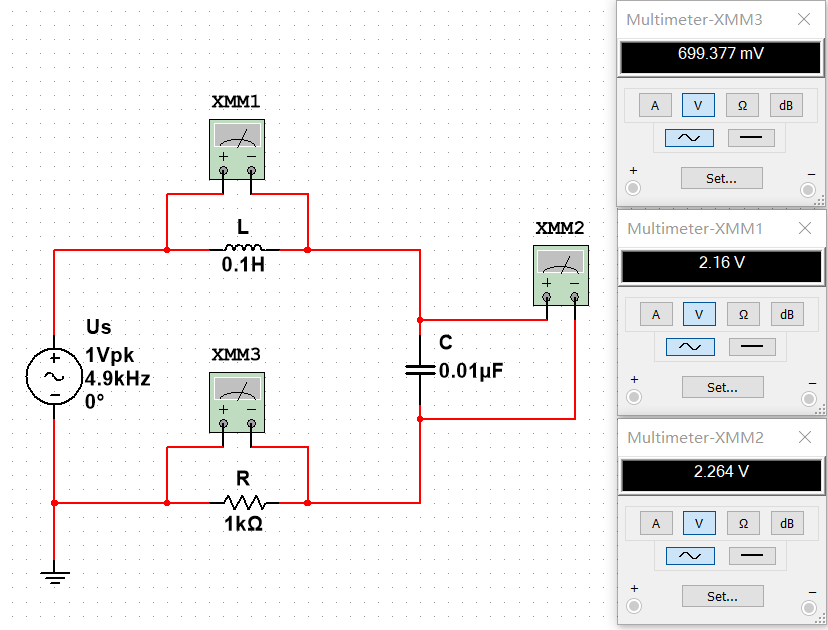 XMM1
L
0.1H
XMM2
C
0.01µF
Us
1Vpk
4.9kHz
0°
XMM3
R
1kΩ
Multimeter-XMM3
699.377 mV
A V Ω dB
+ Set... −
Multimeter-XMM1
2.16 V
A V Ω dB
+ Set... −
Multimeter-XMM2
2.264 V
A V Ω dB
+ Set... −